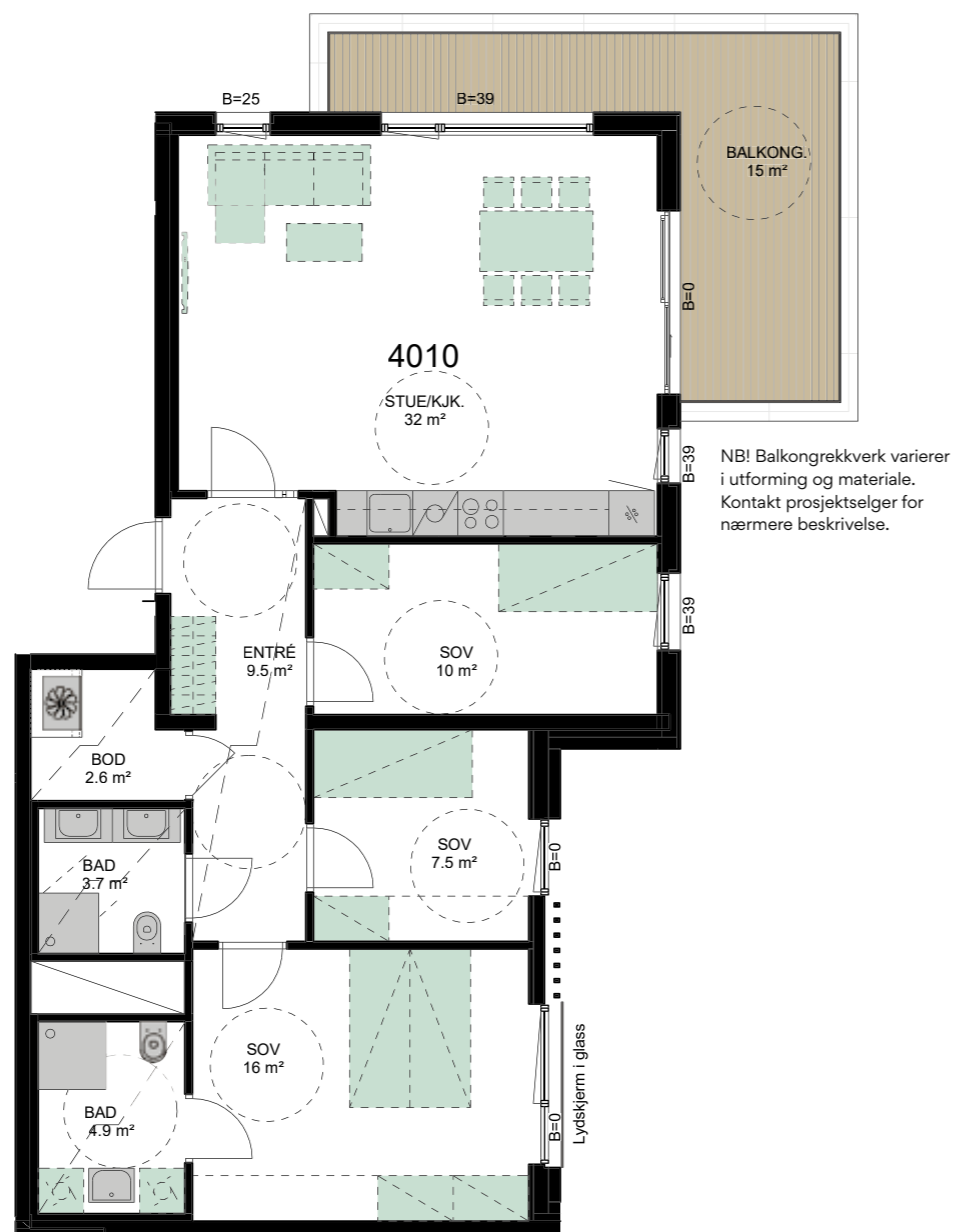 B=25
B=39
BALKONG.
15 m²
B=0
4010
STUE/KJK.
32 m²
B=39
NB! Balkongrekkverk varierer
i utforming og materiale.
Kontakt prosjektselger for
nærmere beskrivelse.
B=39
ENTRÉ
9.5 m²
SOV
10 m²
BOD
2.6 m²
SOV
7.5 m²
B=0
BAD
3.7 m²
SOV
16 m²
Lydskjerm i glass
BAD
4.9 m²
B=0